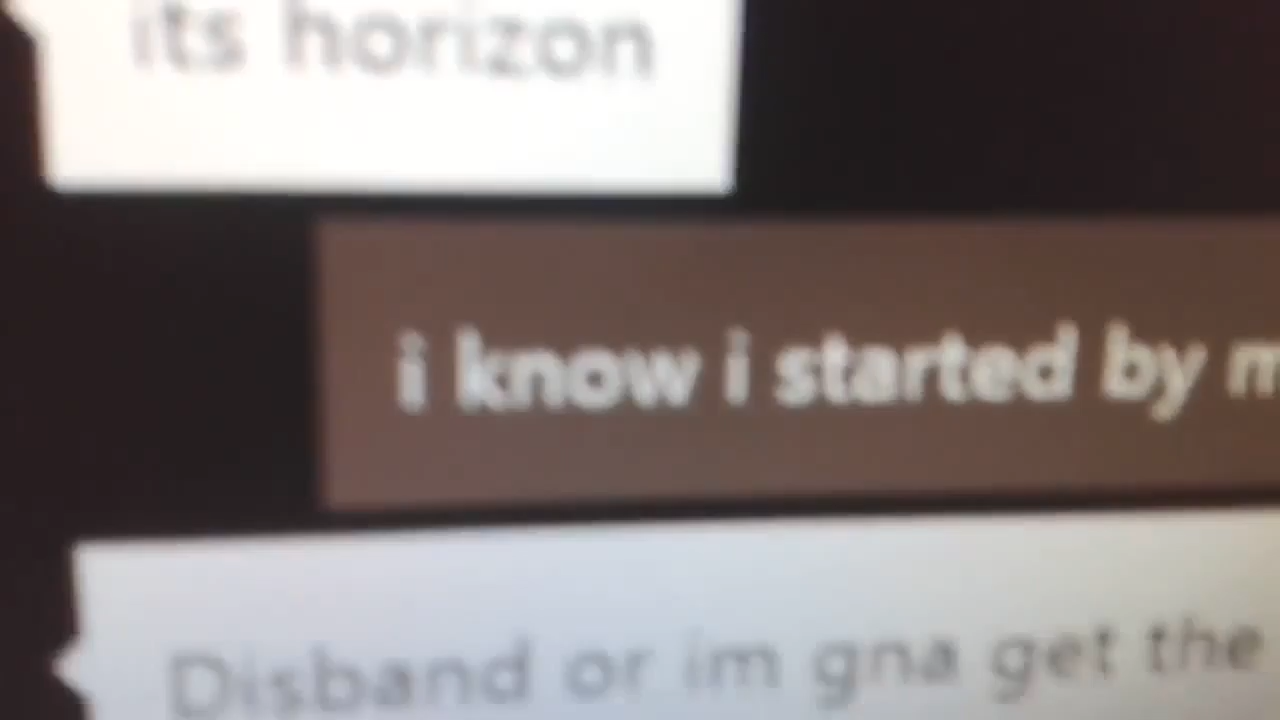 its horizon
i know i started by
Disband or im gna get the